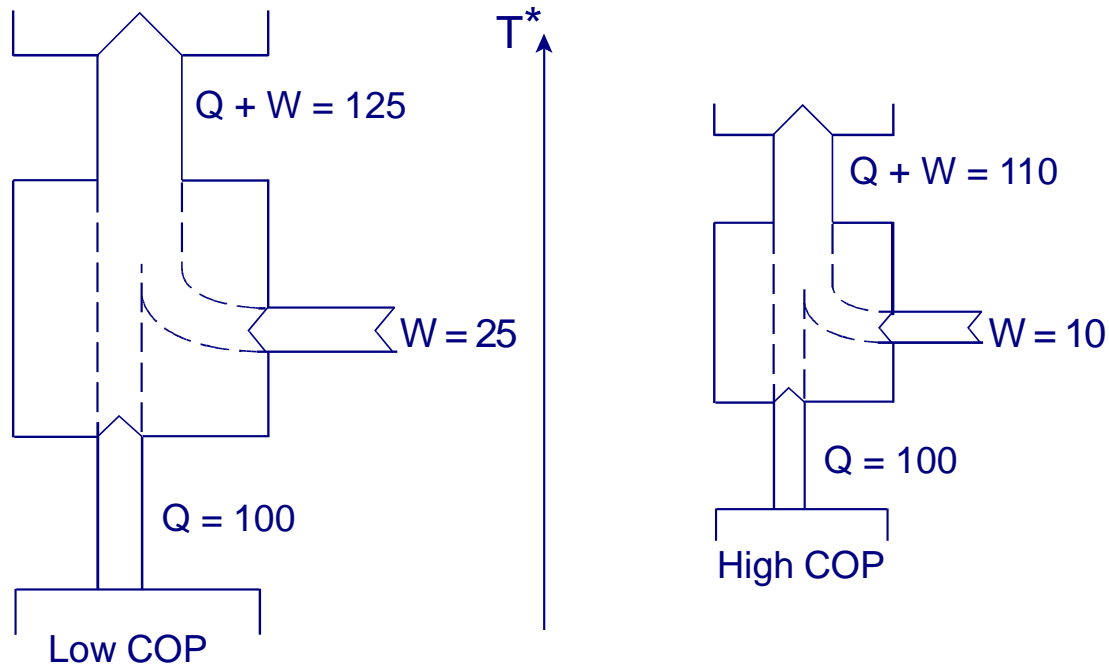 T*
Q + W = 125
Q + W = 110
W = 25
W = 10
Q = 100
Q = 100
High COP
Low COP